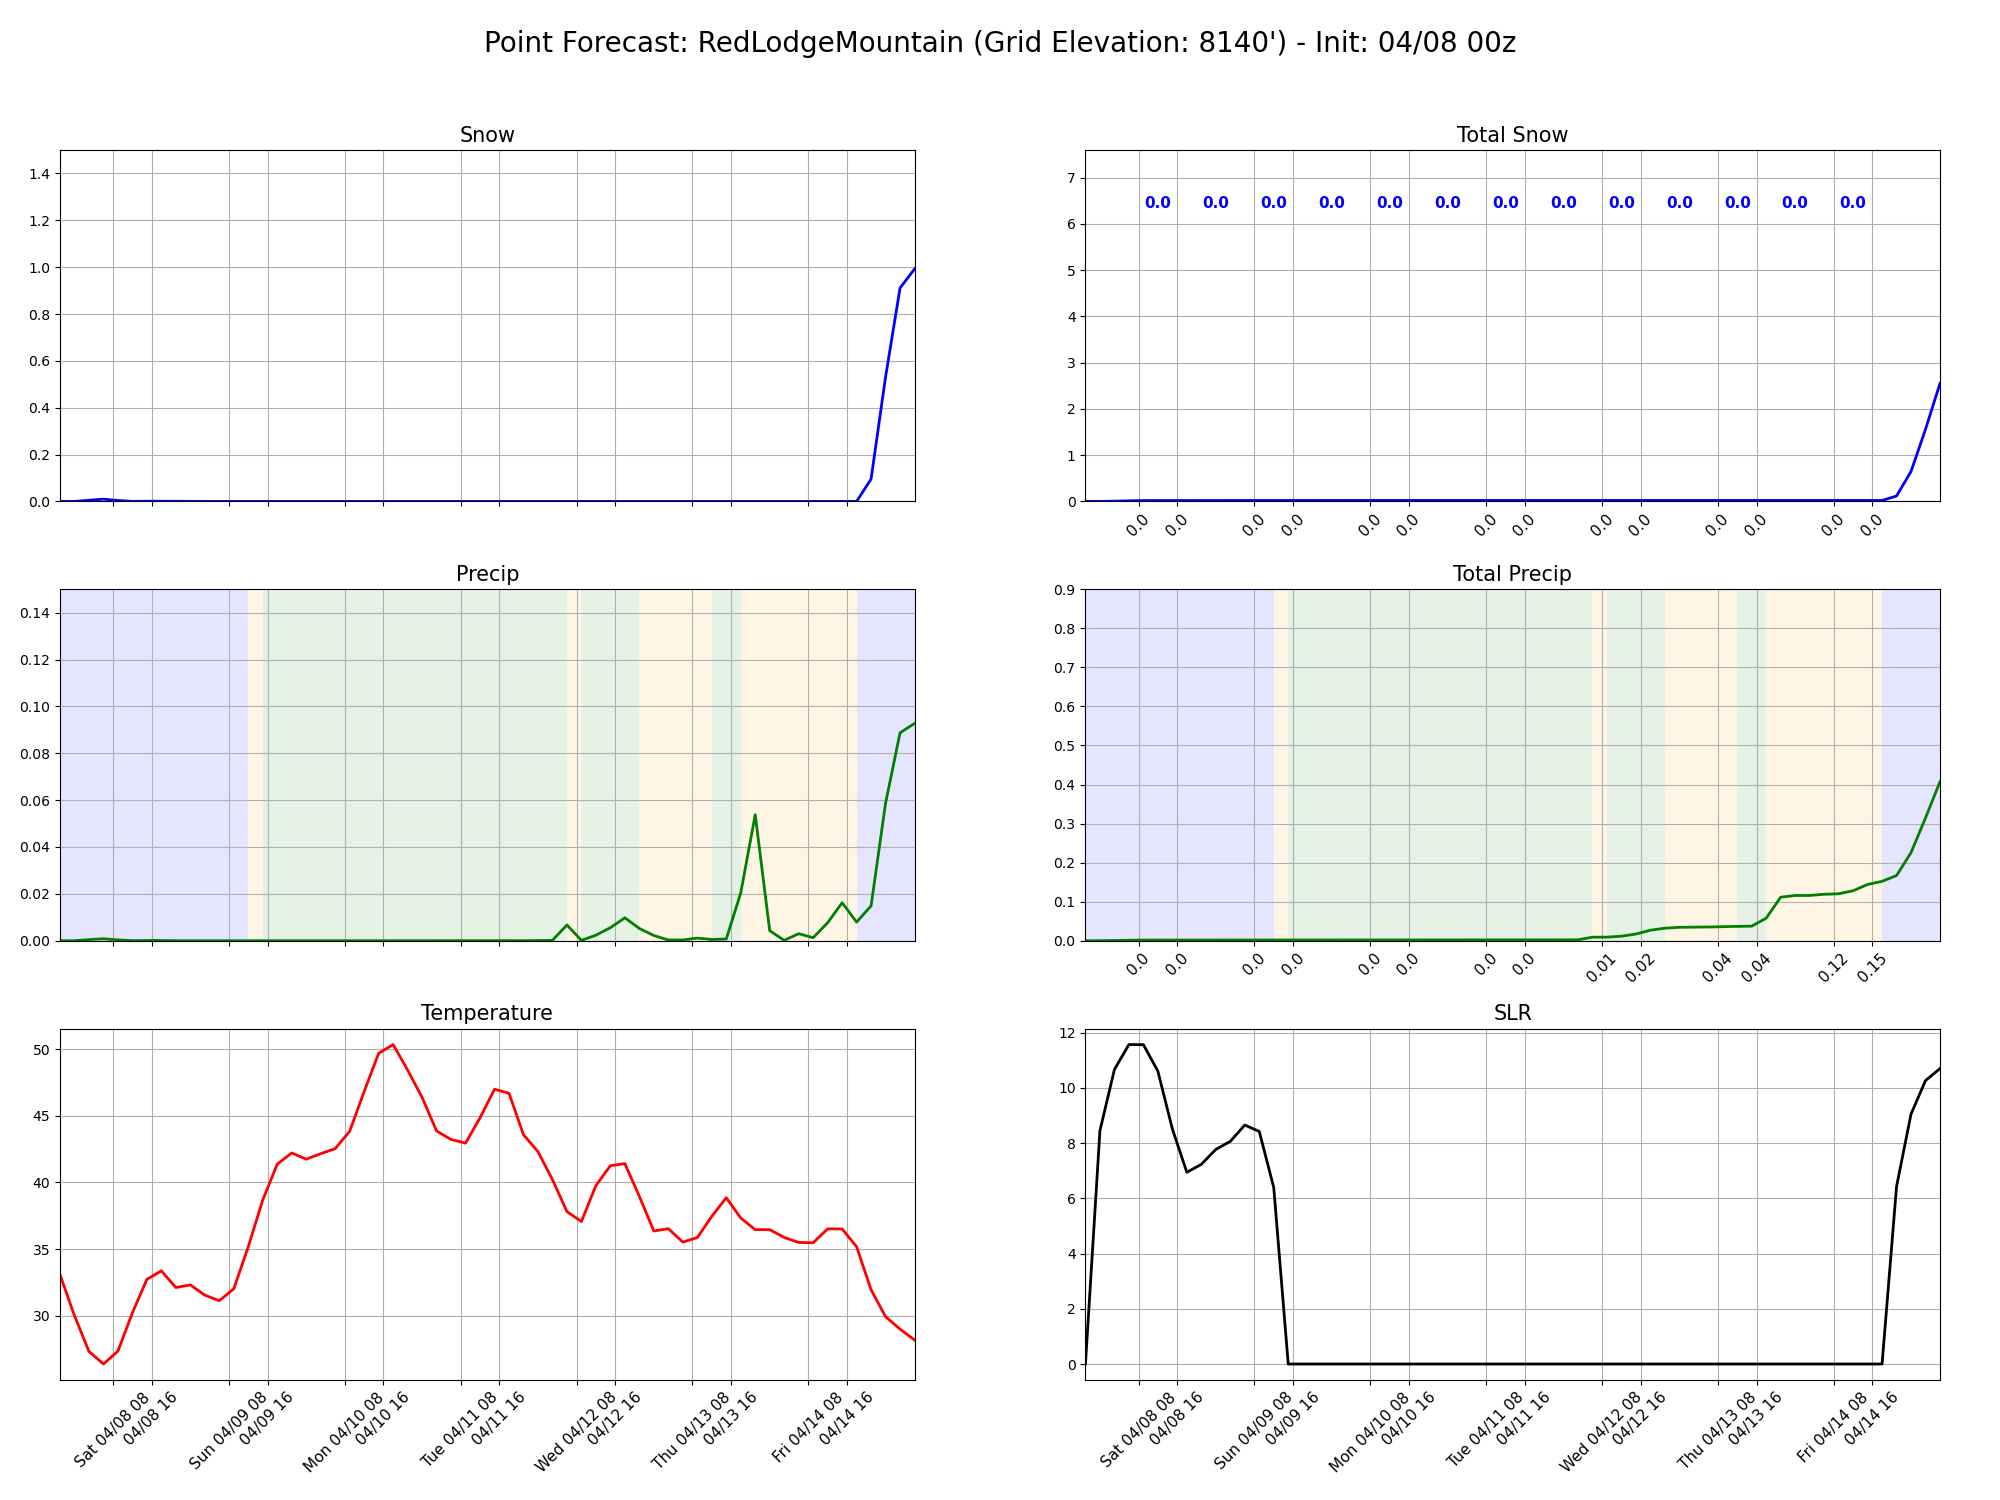 Point Forecast: RedLodgeMountain (Grid Elevation: 8140') - Init: 04/08 00z
Snow
1.4
1.2
1.0
0.8
0.6
0.4
0.2
0.0
Total Snow
7
6
5
4
3
2
1
0
0.0 0.0 0.0 0.0 0.0 0.0 0.0 0.0 0.0 0.0 0.0 0.0 0.0
0.0 0.0 0.0 0.0 0.0 0.0 0.0 0.0 0.0 0.0 0.0 0.0 0.0 0.0
Precip
0.14
0.12
0.10
0.08
0.06
0.04
0.02
0.00
Total Precip
0.9
0.8
0.7
0.6
0.5
0.4
0.3
0.2
0.1
0.0
0.0 0.0 0.0 0.0 0.0 0.0 0.0 0.0 0.01 0.02 0.04 0.04 0.12 0.15
Temperature
50
45
40
35
30
Sat 04/08 08
04/08 16
Sun 04/09 08
04/09 16
Mon 04/10 08
04/10 16
Tue 04/11 08
04/11 16
Wed 04/12 08
04/12 16
Thu 04/13 08
04/13 16
Fri 04/14 08
04/14 16
SLR
12
10
8
6
4
2
0
Sat 04/08 08
04/08 16
Sun 04/09 08
04/09 16
Mon 04/10 08
04/10 16
Tue 04/11 08
04/11 16
Wed 04/12 08
04/12 16
Thu 04/13 08
04/13 16
Fri 04/14 08
04/14 16